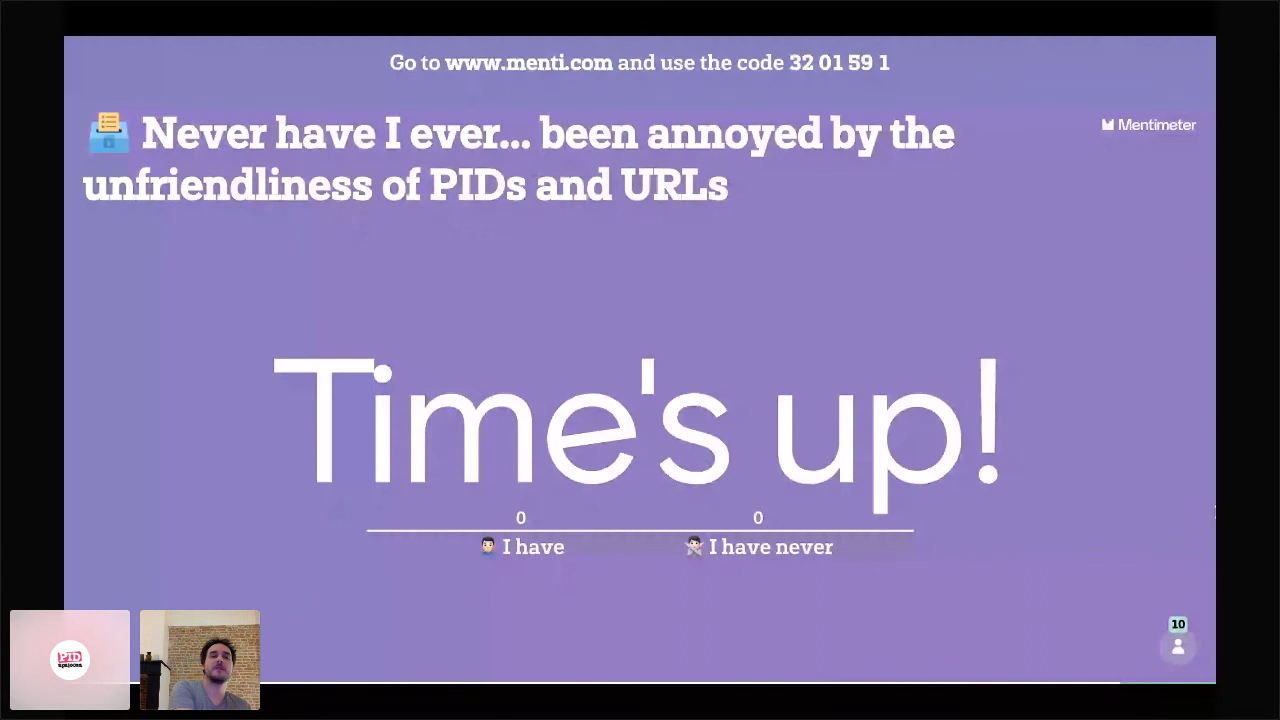 Go to www.menti.com and use the code 32 01 59 1
Never have I ever... been annoyed by the
Mentimeter
unfriendliness of PIDs and URLs
Time's up!
0
0
I have
I have never
10
PID
apalooza